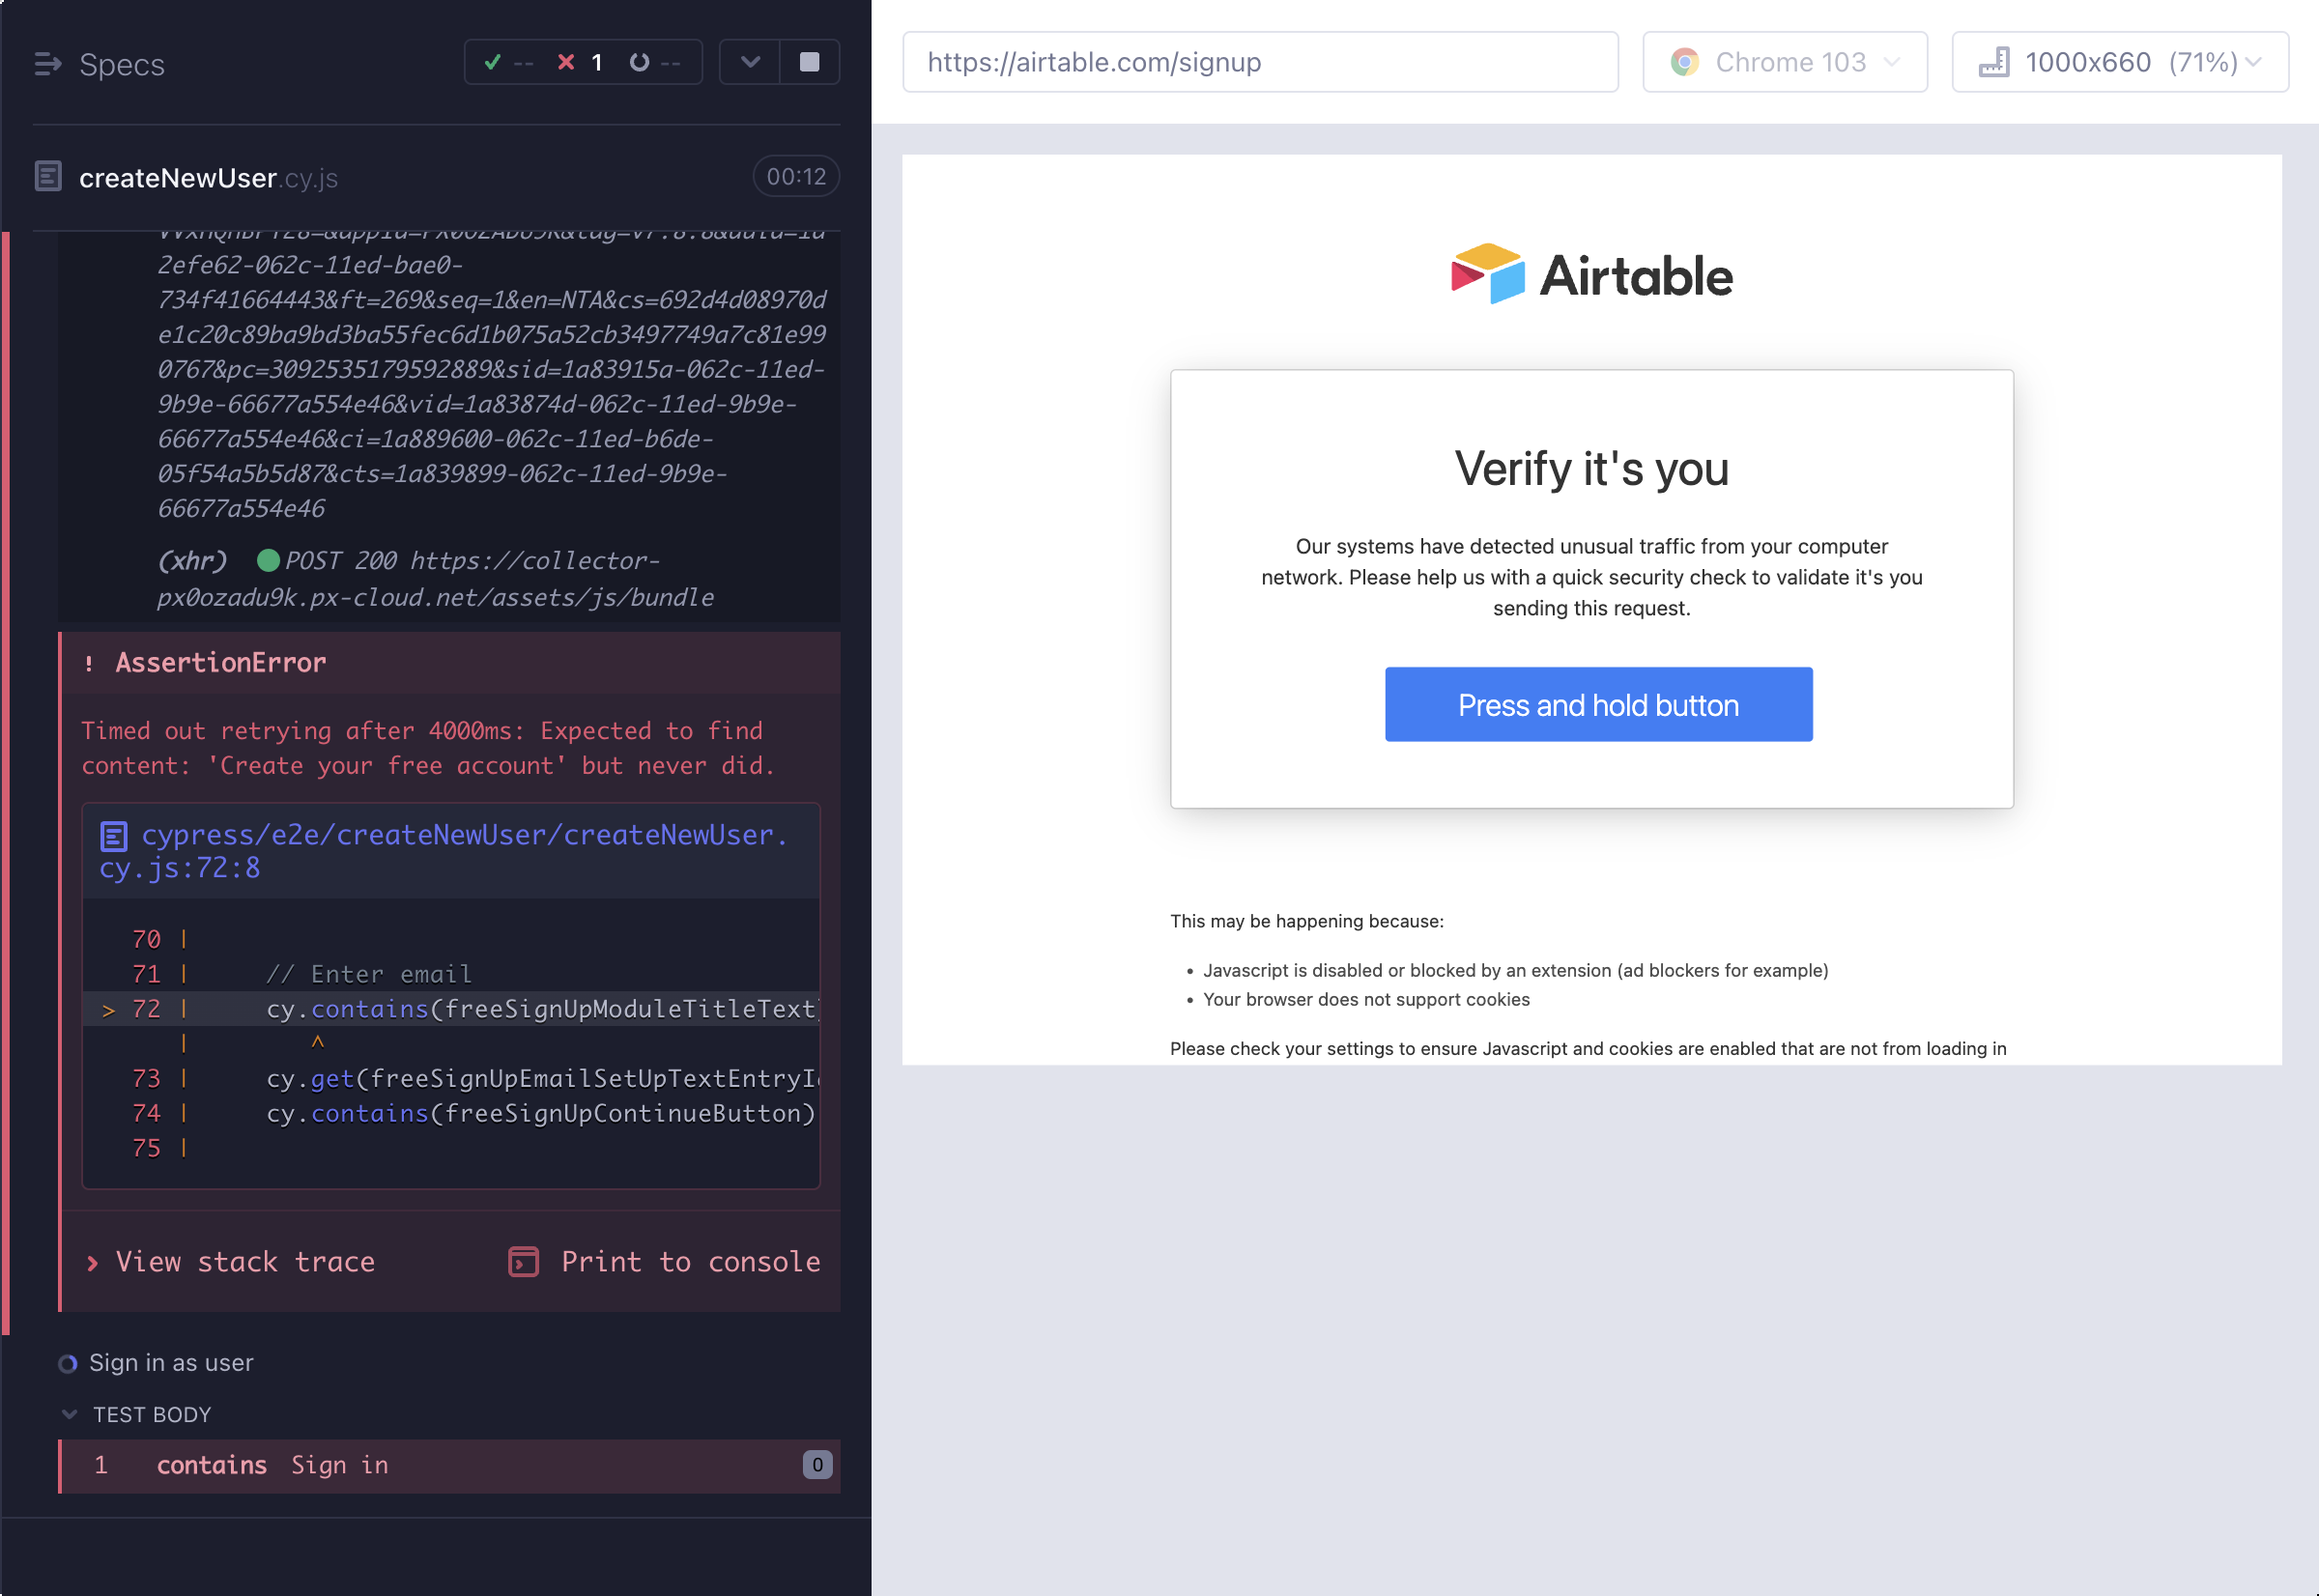 Specs
-- 1 --
createNewUser.cy.js 00:12
2efe62-062c-11ed-bae0-
734f41664443&ft=269&seq=1&en=NTA&cs=692d4d08970d
e1c20c89ba9bd3ba55fec6d1b075a52cb3497749a7c81e99
0767&pc=3092535179592889&sid=1a83915a-062c-11ed-
9b9e-66677a554e46&vid=1a83874d-062c-11ed-9b9e-
66677a554e46&ci=1a889600-062c-11ed-b6de-
05f54a5b5d87&cts=1a839899-062c-11ed-9b9e-
66677a554e46
(xhr) POST 200 https://collector-
px0ozadu9k.px-cloud.net/assets/js/bundle
! AssertionError
Timed out retrying after 4000ms: Expected to find
content: 'Create your free account' but never did.
cypress/e2e/createNewUser/createNewUser.
cy.js:72:8
70 |
71 | // Enter email
> 72 | cy.contains(freeSignUpModuleTitleText)
| ^
73 | cy.get(freeSignUpEmailSetUpTextEntryI
74 | cy.contains(freeSignUpContinueButton)
75 |
View stack trace
Print to console
Sign in as user
TEST BODY
1 contains Sign in 0
https://airtable.com/signup
Chrome 103
1000x660 (71%)
Airtable
Verify it's you
Our systems have detected unusual traffic from your computer
network. Please help us with a quick security check to validate it's you
sending this request.
Press and hold button
This may be happening because:
• Javascript is disabled or blocked by an extension (ad blockers for example)
• Your browser does not support cookies
Please check your settings to ensure Javascript and cookies are enabled that are not from loading in